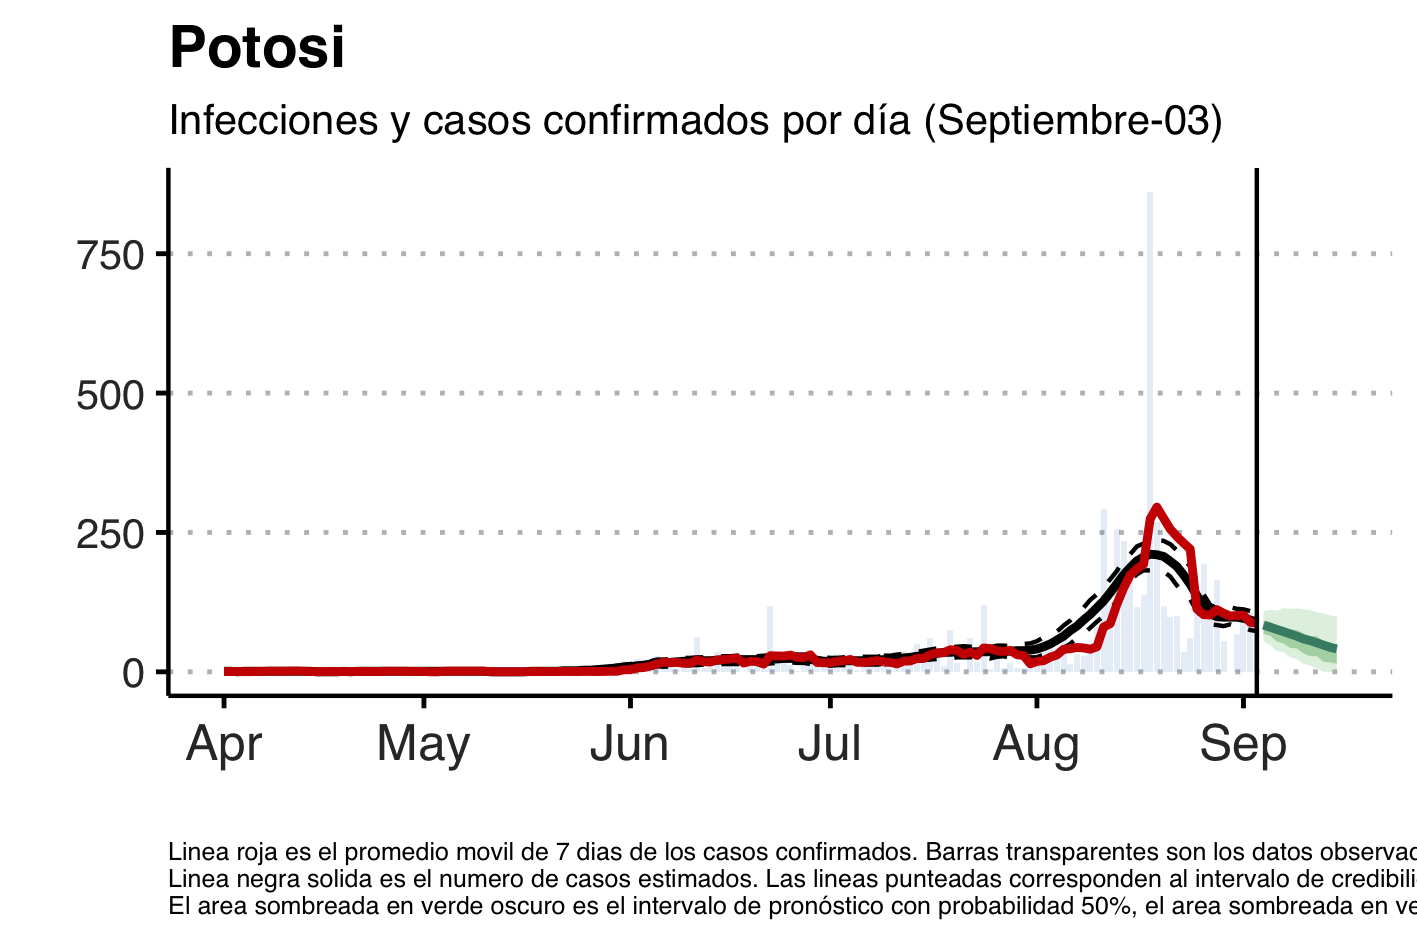 Potosi
Infecciones y casos confirmados por día (Septiembre-03)
750
500
250
0
Apr May Jun Jul Aug Sep
Linea roja es el promedio movil de 7 dias de los casos confirmados. Barras transparentes son los datos
Linea negra solida es el numero de casos estimados. Las lineas punteadas corresponden al intervalo de
El area sombreada en verde oscuro es el intervalo de pronóstico con probabilidad 50%, el area sombreada en